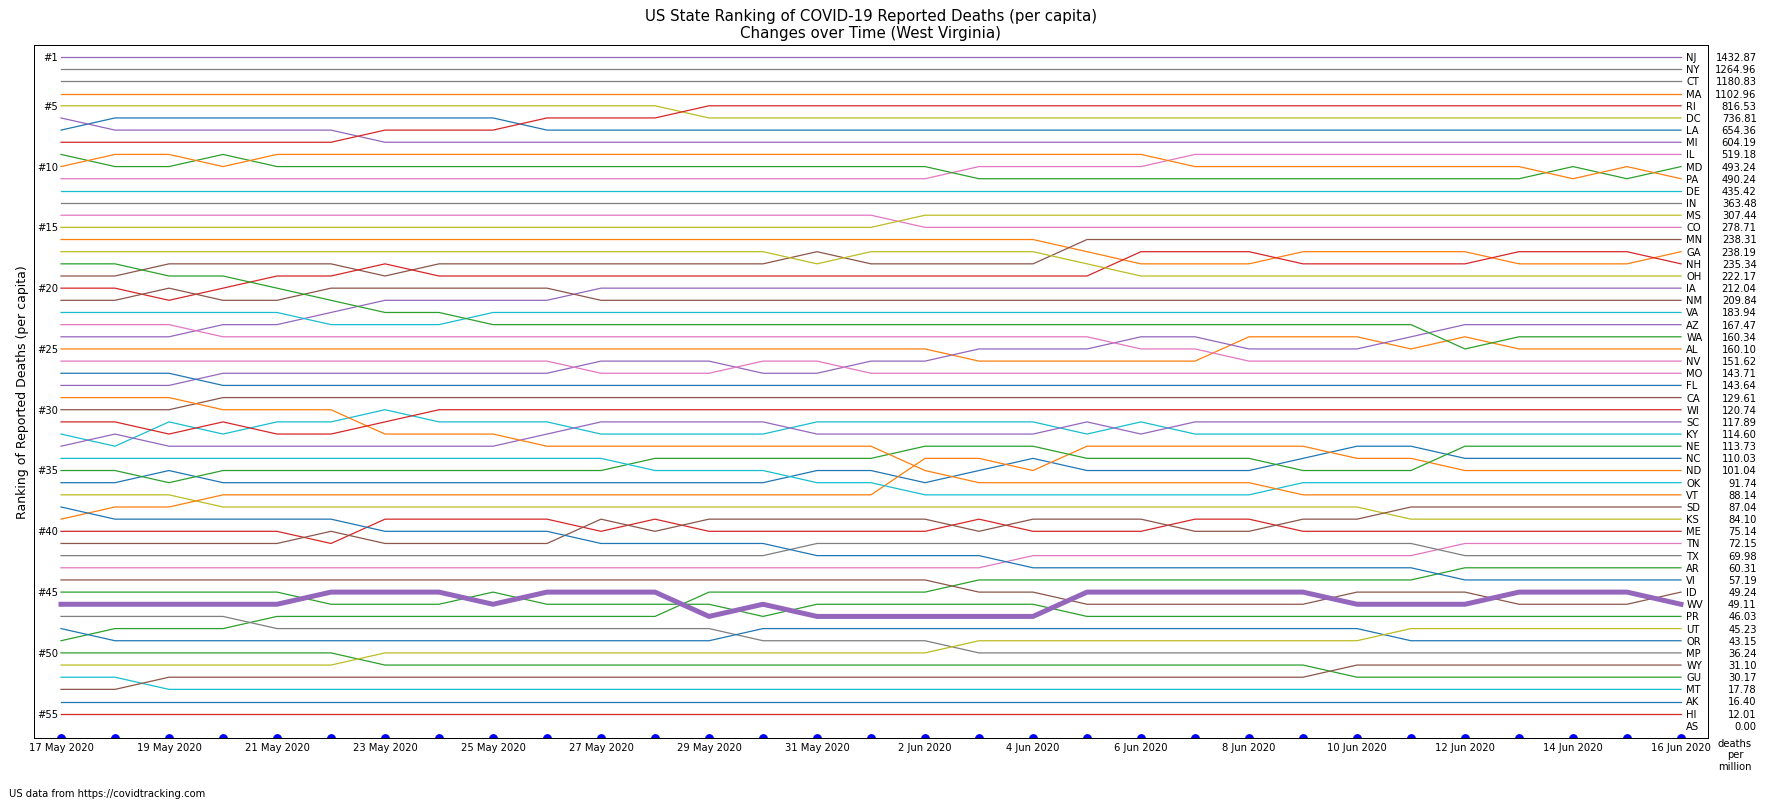 US State Ranking of COVID-19 Reported Deaths (per capita)
Changes over Time (West Virginia)
Ranking of Reported Deaths (per capita)
#1
#5
#10
#15
#20
#25
#30
#35
#40
#45
#50
#55
NJ 1432.87
NY 1264.96
CT 1180.83
MA 1102.96
RI 816.53
DC 736.81
LA 654.36
MI 604.19
IL 519.18
MD 493.24
PA 490.24
DE 435.42
IN 363.48
MS 307.44
CO 278.71
MN 238.31
GA 238.19
NH 235.34
OH 222.17
IA 212.04
NM 209.84
VA 183.94
AZ 167.47
WA 160.34
AL 160.10
NV 151.62
MO 143.71
FL 143.64
CA 129.61
WI 120.74
SC 117.89
KY 114.60
NE 113.73
NC 110.03
ND 101.04
OK 91.74
VT 88.14
SD 87.04
KS 84.10
ME 75.14
TN 72.15
TX 69.98
AR 60.31
VI 57.19
ID 49.24
WV 49.11
PR 46.03
UT 45.23
OR 43.15
MP 36.24
WY 31.10
GU 30.17
MT 17.78
AK 16.40
HI 12.01
AS 0.00
17 May 2020 19 May 2020 21 May 2020 23 May 2020 25 May 2020 27 May 2020 29 May 2020 31 May 2020 2 Jun 2020 4 Jun 2020 6 Jun 2020 8 Jun 2020 10 Jun 2020 12 Jun 2020 14 Jun 2020 16 Jun 2020
deaths
per
million
US data from https://covidtracking.com